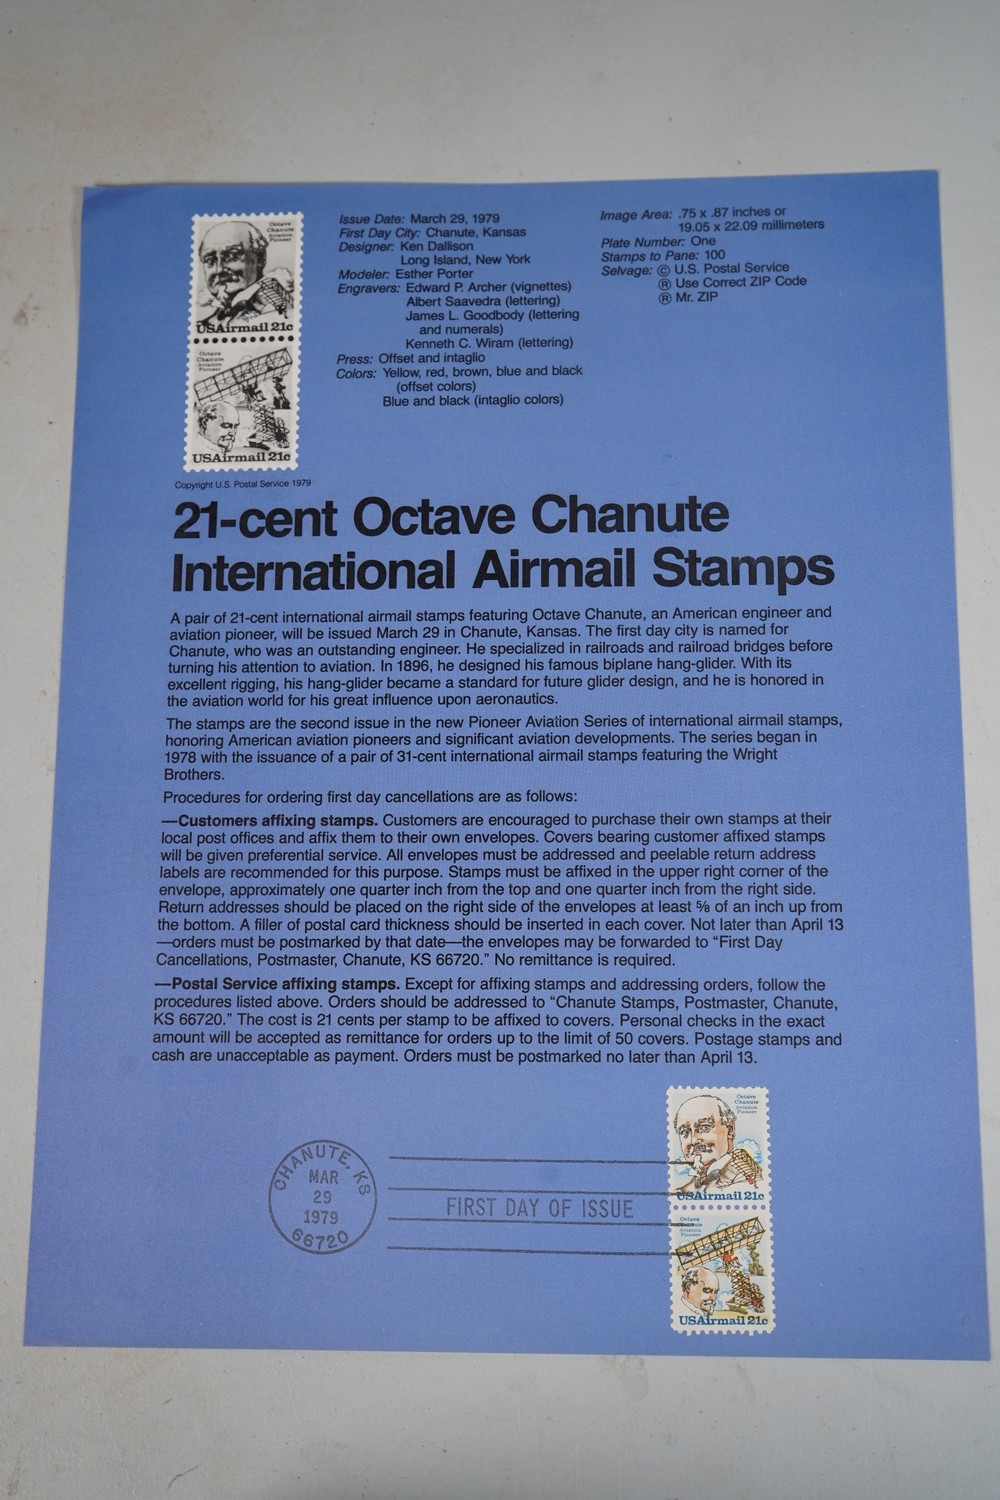 Octave
Chanute
Aviation
Pioneer
USAirmail 21c
Octave
Chanute
Aviation
Pioneer
USAirmail 21c
Copyright U.S. Postal Service 1979
Issue Date: March 29, 1979
First Day City: Chanute, Kansas
Designer: Ken Dallison
Long Island, New York
Modeler: Esther Porter
Engravers: Edward P. Archer (vignettes)
Albert Saavedra (lettering)
James L. Goodbody (lettering
and numerals)
Kenneth C. Wiram (lettering)
Press: Offset and intaglio
Colors: Yellow, red, brown, blue and black
(offset colors)
Blue and black (intaglio colors)
Image Area: .75 x .87 inches or
19.05 x 22.09 millimeters
Plate Number: One
Stamps to Pane: 100
Selvage: © U.S. Postal Service
® Use Correct ZIP Code
® Mr. ZIP
21-cent Octave Chanute
International Airmail Stamps
A pair of 21-cent international airmail stamps featuring Octave Chanute, an American engineer and
aviation pioneer, will be issued March 29 in Chanute, Kansas. The first day city is named for
Chanute, who was an outstanding engineer. He specialized in railroads and railroad bridges before
turning his attention to aviation. In 1896, he designed his famous biplane hang-glider. With its
excellent rigging, his hang-glider became a standard for future glider design, and he is honored in
the aviation world for his great influence upon aeronautics.
The stamps are the second issue in the new Pioneer Aviation Series of international airmail stamps,
honoring American aviation pioneers and significant aviation developments. The series began in
1978 with the issuance of a pair of 31-cent international airmail stamps featuring the Wright
Brothers.
Procedures for ordering first day cancellations are as follows:
—Customers affixing stamps. Customers are encouraged to purchase their own stamps at their
local post offices and affix them to their own envelopes. Covers bearing customer affixed stamps
will be given preferential service. All envelopes must be addressed and peelable return address
labels are recommended for this purpose. Stamps must be affixed in the upper right corner of the
envelope, approximately one quarter inch from the top and one quarter inch from the right side.
Return addresses should be placed on the right side of the envelopes at least ⅝ of an inch up from
the bottom. A filler of postal card thickness should be inserted in each cover. Not later than April 13
—orders must be postmarked by that date—the envelopes may be forwarded to “First Day
Cancellations, Postmaster, Chanute, KS 66720.” No remittance is required.
—Postal Service affixing stamps. Except for affixing stamps and addressing orders, follow the
procedures listed above. Orders should be addressed to “Chanute Stamps, Postmaster, Chanute,
KS 66720.” The cost is 21 cents per stamp to be affixed to covers. Personal checks in the exact
amount will be accepted as remittance for orders up to the limit of 50 covers. Postage stamps and
cash are unacceptable as payment. Orders must be postmarked no later than April 13.
CHANUTE, KS
MAR
29
1979
66720
FIRST DAY OF ISSUE
Octave
Chanute
Aviation
Pioneer
USAirmail 21c
Octave
Chanute
Aviation
Pioneer
USAirmail 21c